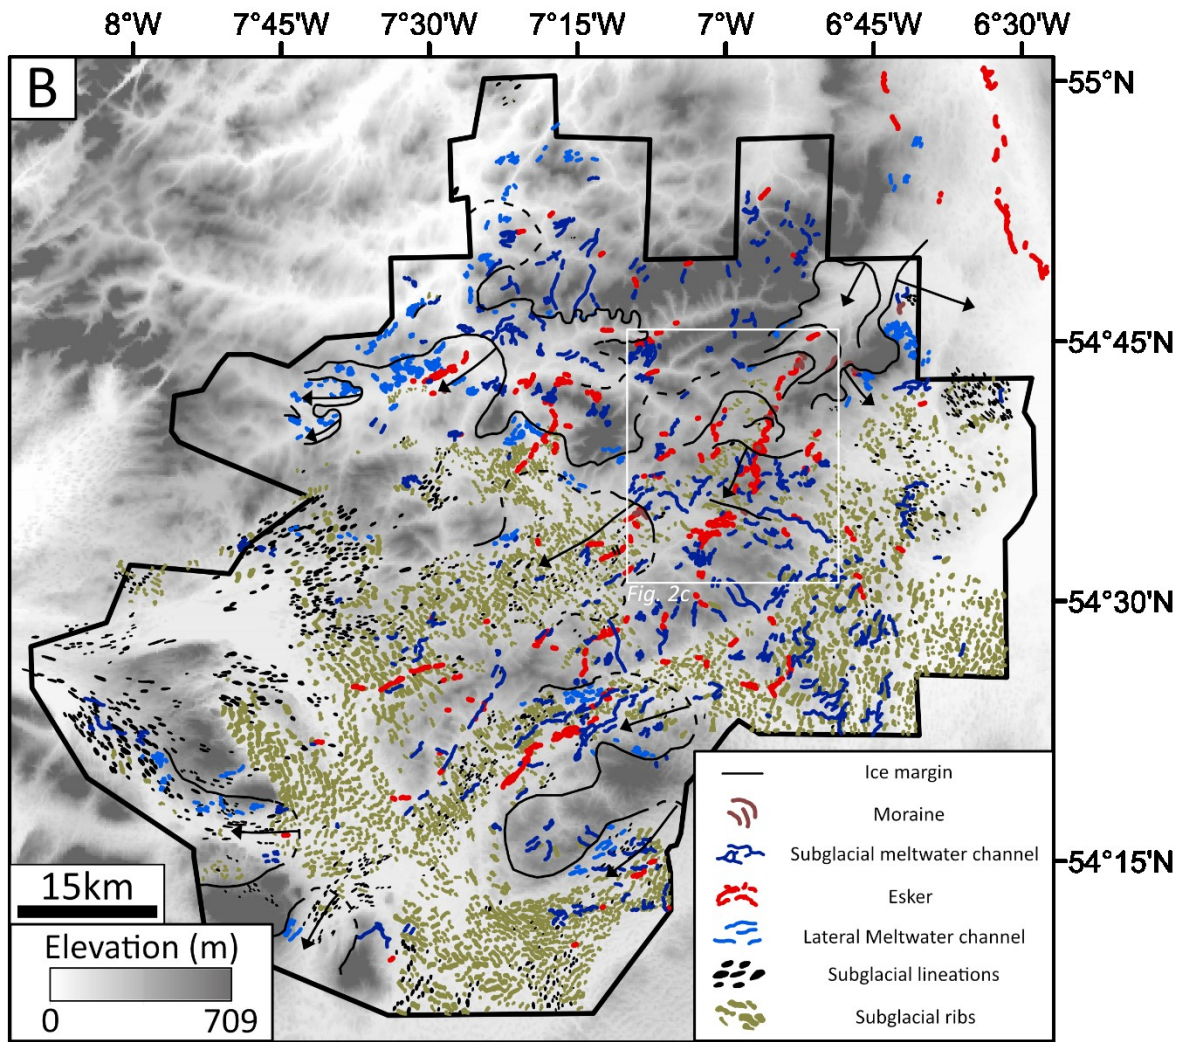 8°W 7°45'W 7°30'W 7°15'W 7°W 6°45'W 6°30'W
B
55°N
54°45'N
54°30'N
54°15'N
Fig. 2c
15km
Elevation (m)
0 709
Ice margin
Moraine
Subglacial meltwater channel
Esker
Lateral Meltwater channel
Subglacial lineations
Subglacial ribs